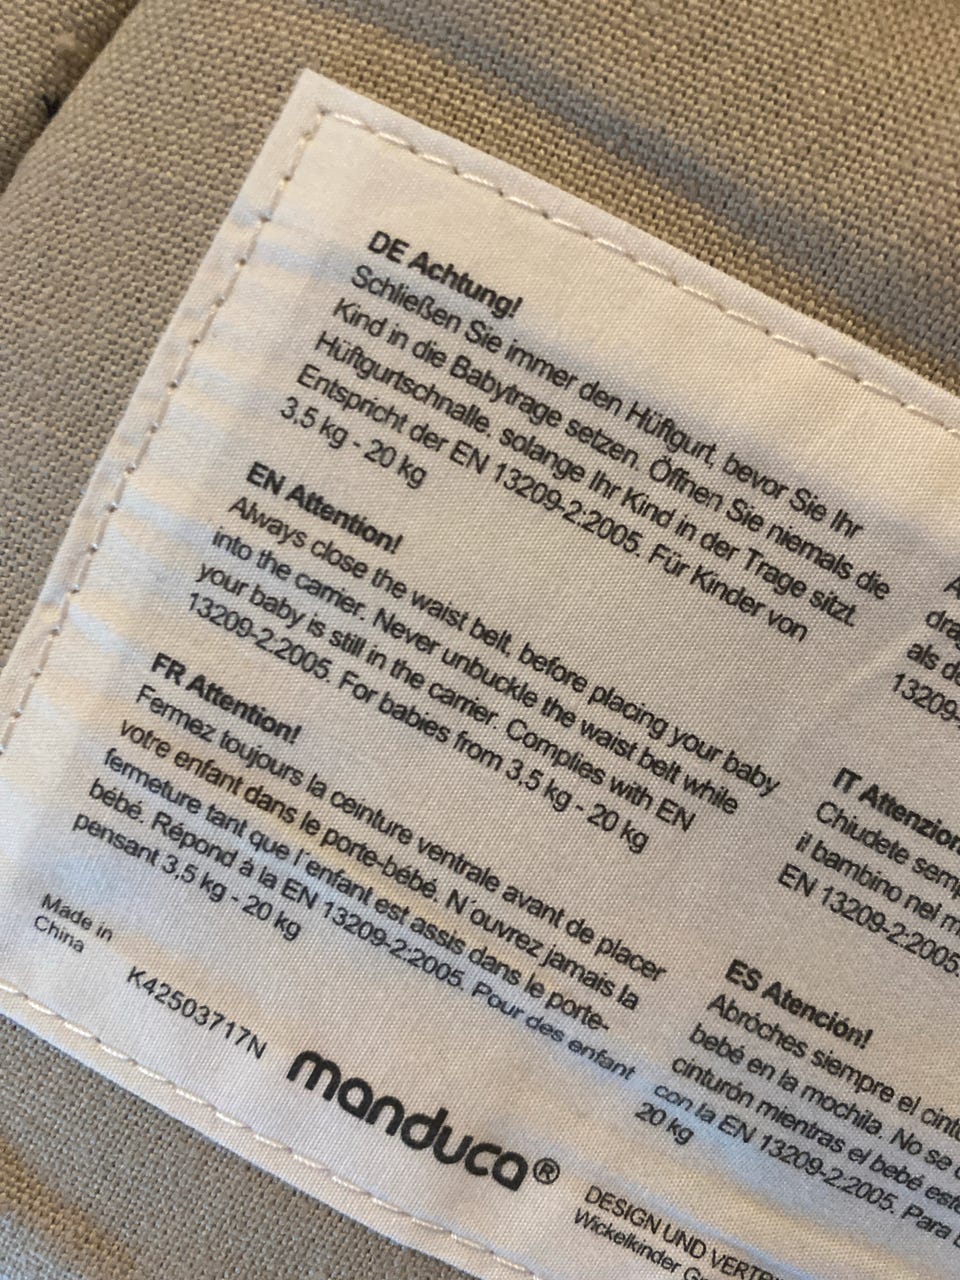 DE Achtung!
Schließen Sie immer den Hüftgurt, bevor Sie Ihr
Kind in die Babytrage setzen. Öffnen Sie niemals die
Hüftgurtschnalle, solange Ihr Kind in der Trage sitzt.
Entspricht der EN 13209-2:2005. Für Kinder von
3,5 kg - 20 kg
EN Attention!
Always close the waist belt, before placing your baby
into the carrier. Never unbuckle the waist belt while
your baby is still in the carrier. Complies with EN
13209-2:2005. For babies from 3,5 kg - 20 kg
FR Attention!
Fermez toujours la ceinture ventrale avant de placer
votre enfant dans le porte-bébé. N´ouvrez jamais la
fermeture tant que l´enfant est assis dans le porte-
bébé. Répond à la EN 13209-2:2005. Pour des enfant
pensant 3,5 kg - 20 kg
als
13209-
IT
Chiudete
il bambino nel
EN 13209-2:2005.
ES Atención!
Abróches siempre el
bebé en la mochila. No se
cinturón mientras el bebé
con la EN 13209-2:2005. Para
20 kg
Made in
China
K42503717N
manduca®
DESIGN UND
Wickelkinder